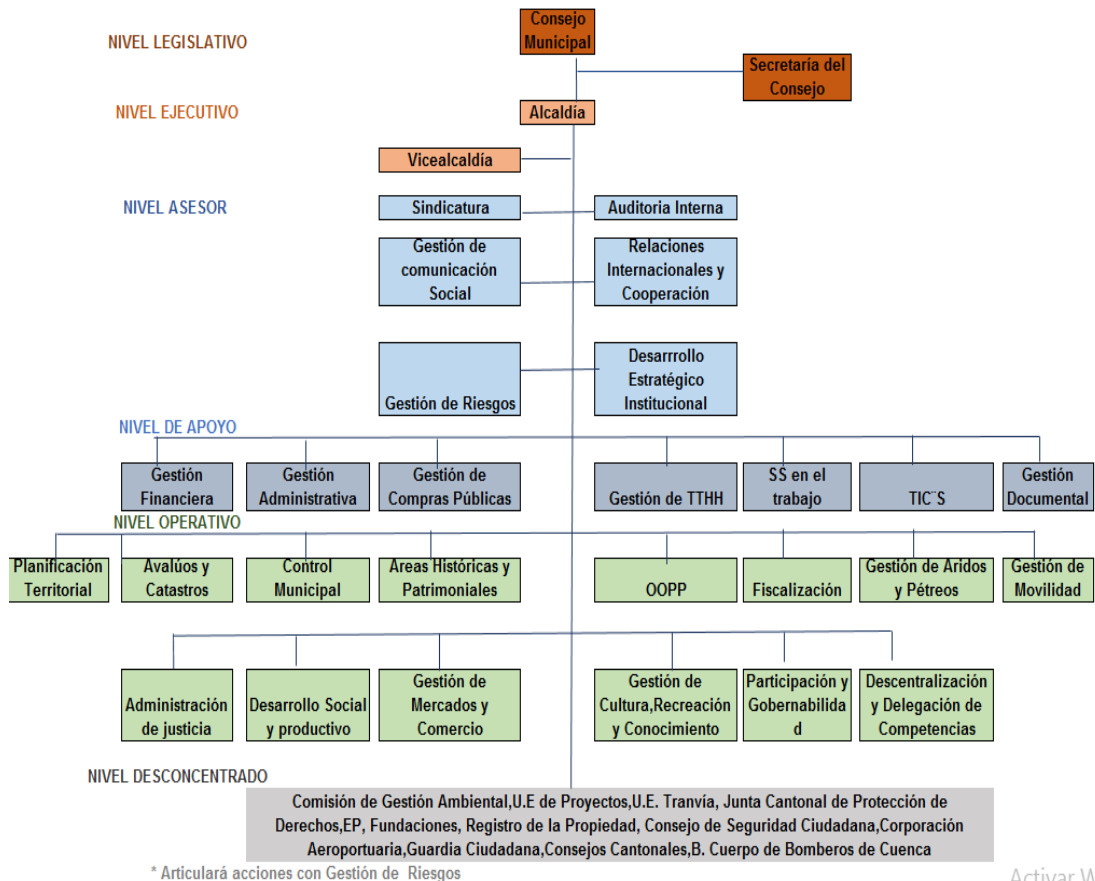 Consejo
Municipal
NIVEL LEGISLATIVO
Secretaría del
Consejo
NIVEL EJECUTIVO
Alcaldía
Vicealcaldía
NIVEL ASESOR
Sindicatura
Auditoria Interna
Gestión de
comunicación
Social
Relaciones
Internacionales y
Cooperación
Gestión de Riesgos
Desarrrollo
Estratégico
Institucional
NIVEL DE APOYO
Gestión
Financiera
Gestión
Administrativa
Gestión de
Compras Públicas
Gestión de TTHH
SS en el
trabajo
TIC¨S
Gestión
Documental
NIVEL OPERATIVO
Planificación
Territorial
Avalúos y
Catastros
Control
Municipal
Areas Históricas y
Patrimoniales
OOPP
Fiscalización
Gestión de Aridos
y Pétreos
Gestión de
Movilidad
Administración
de justicia
Desarrollo Social
y productivo
Gestión de
Mercados y
Comercio
Gestión de
Cultura,Recreación
y Conocimiento
Participación y
Gobernabilida
d
Descentralización
y Delegación de
Competencias
NIVEL DESCONCENTRADO
Comisión de Gestión Ambiental,U.E de Proyectos,U.E. Tranvía, Junta Cantonal de Protección de
Derechos,EP, Fundaciones, Registro de la Propiedad, Consejo de Seguridad Ciudadana,Corporación
Aeroportuaria,Guardia Ciudadana,Consejos Cantonales,B. Cuerpo de Bomberos de Cuenca
* Articulará acciones con Gestión de Riesgos
Activar W